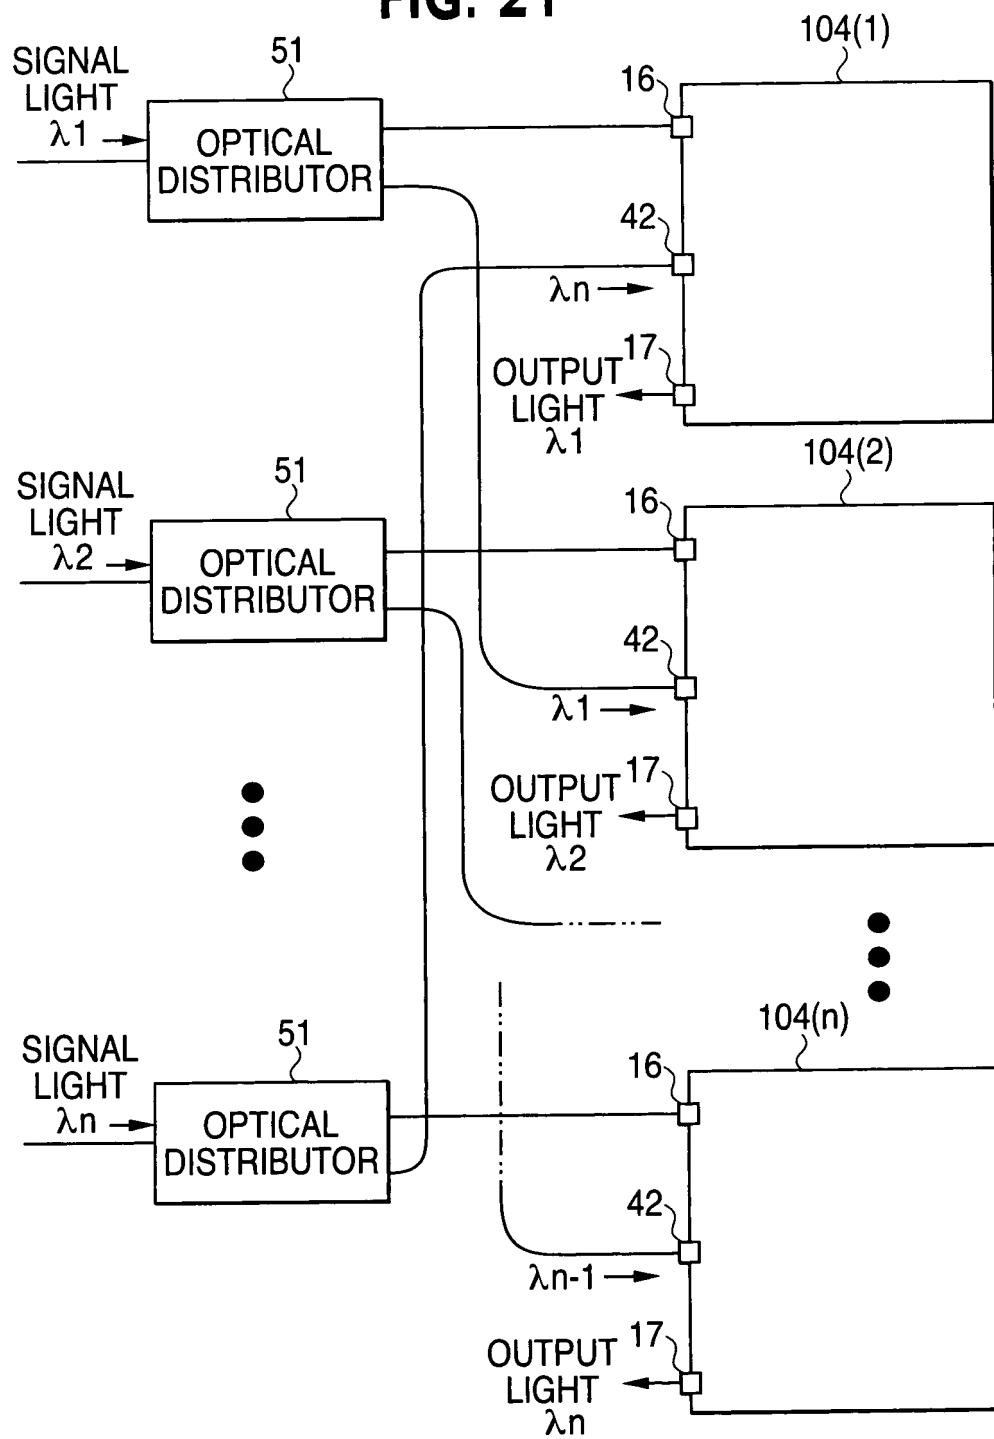 FIG. 21
104(1)
SIGNAL
LIGHT
λ1
51
OPTICAL
DISTRIBUTOR
16
42
λn
17
OUTPUT
LIGHT
λ1
104(2)
SIGNAL
LIGHT
λ2
51
OPTICAL
DISTRIBUTOR
16
42
λ1
17
OUTPUT
LIGHT
λ2
104(n)
SIGNAL
LIGHT
λn
51
OPTICAL
DISTRIBUTOR
16
42
λn-1
17
OUTPUT
LIGHT
λn